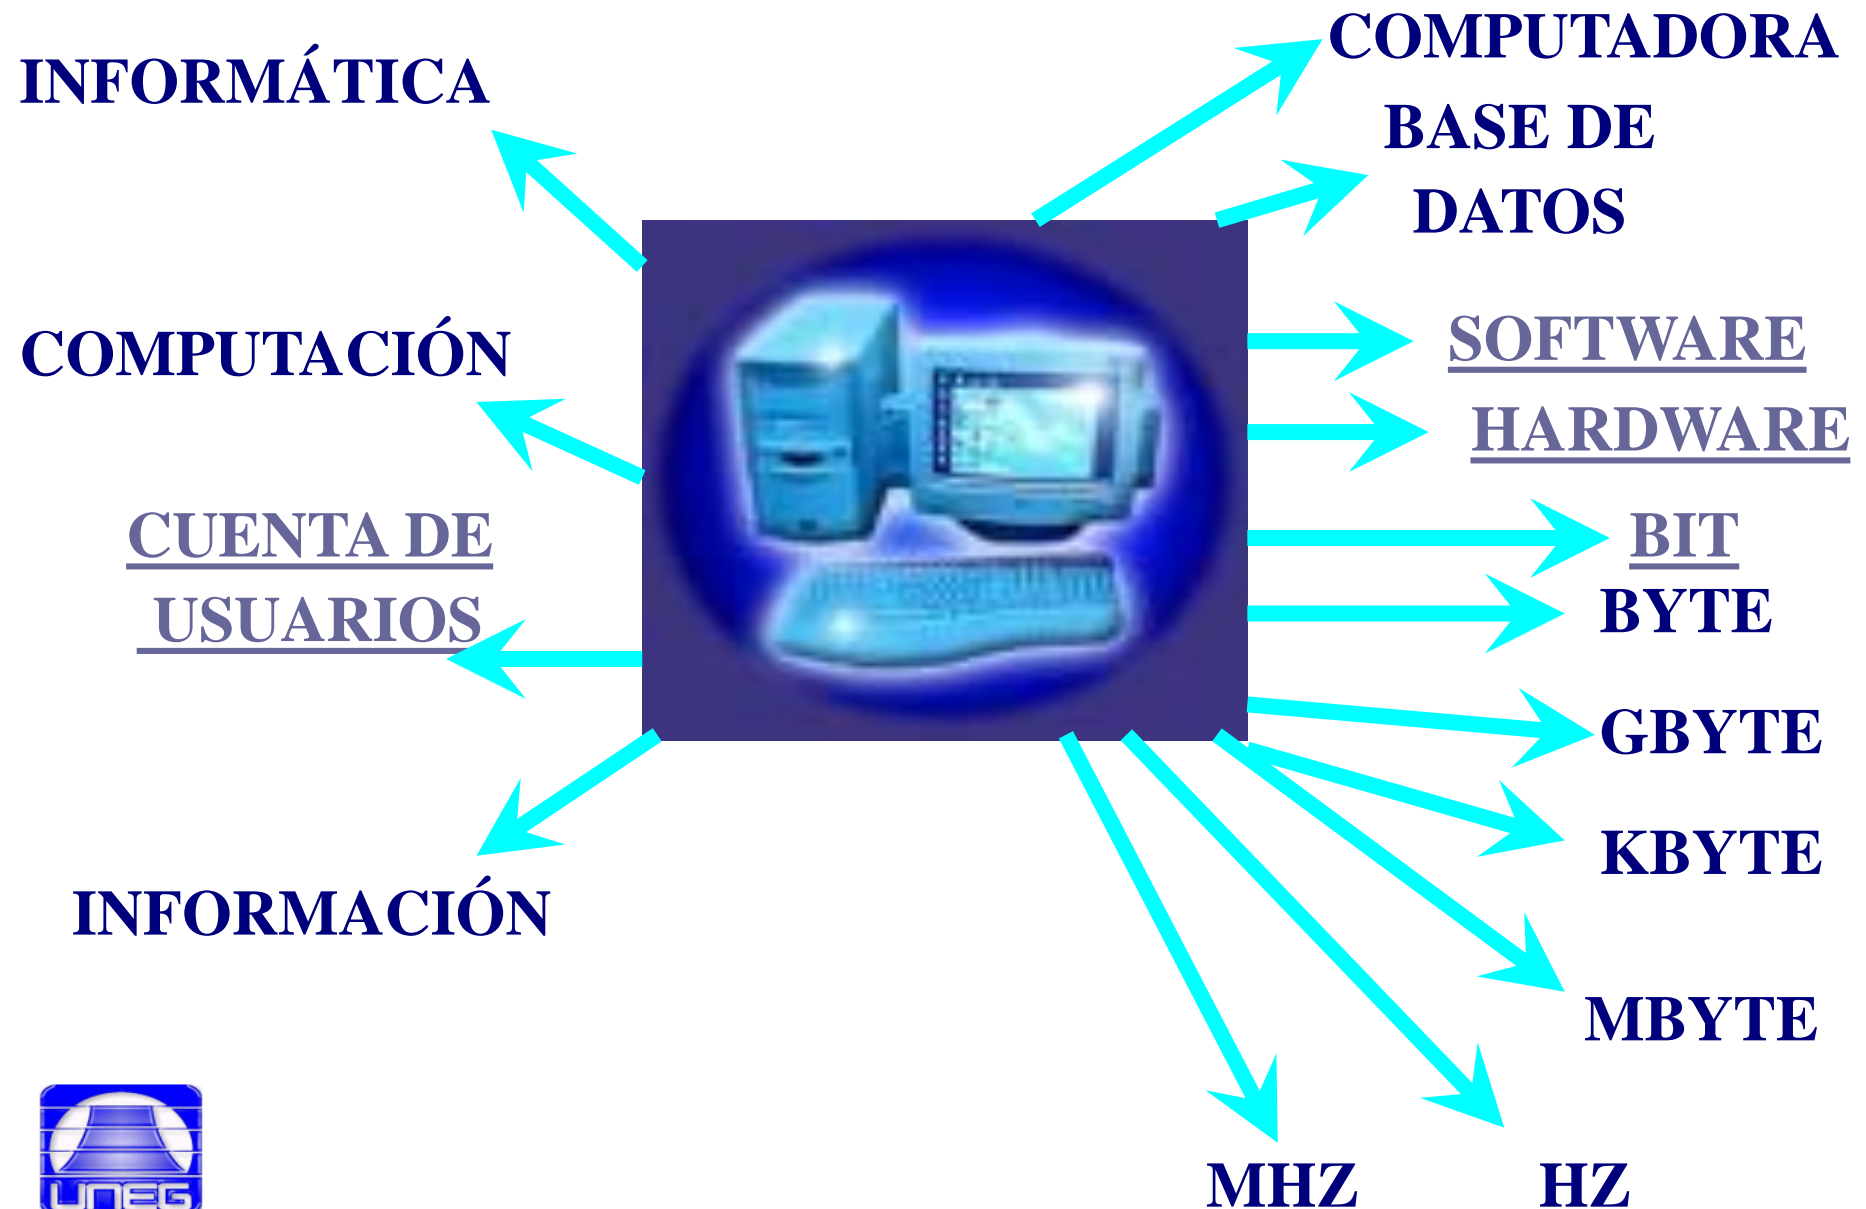 COMPUTADORA
INFORMÁTICA
BASE DE
DATOS
SOFTWARE
COMPUTACIÓN
HARDWARE
CUENTA DE
USUARIOS
BIT
BYTE
GBYTE
KBYTE
INFORMACIÓN
MBYTE
MHZ HZ
UNEG